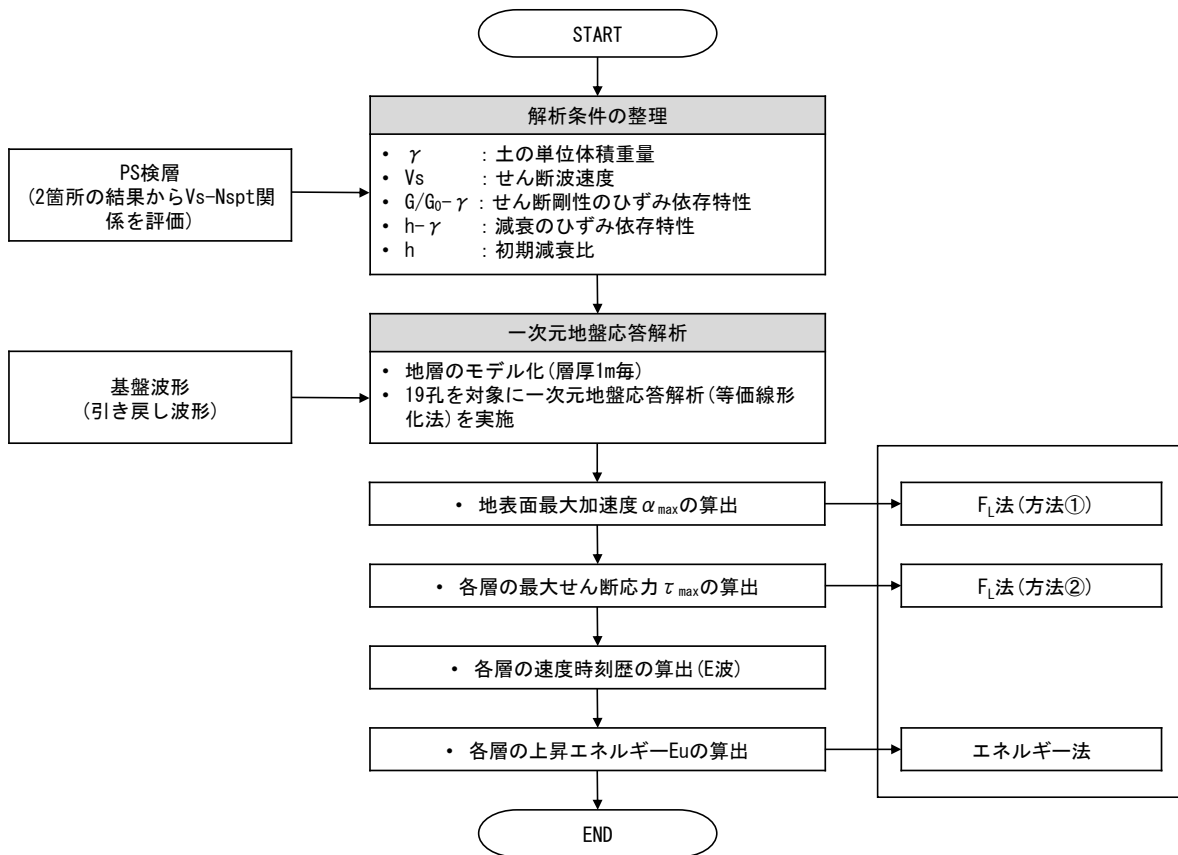 START
解析条件の整理
• γ : 土の単位体積重量
• Vs : せん断波速度
• G/G₀-γ : せん断剛性のひずみ依存特性
• h-γ : 減衰のひずみ依存特性
• h : 初期減衰比
PS検層
(2箇所の結果からVs-Nspt関
係を評価)
一次元地盤応答解析
• 地層のモデル化(層厚1m毎)
• 19孔を対象に一次元地盤応答解析(等価線形
化法)を実施
基盤波形
(引き戻し波形)
• 地表面最大加速度αmaxの算出
FL法(方法①)
• 各層の最大せん断応力τmaxの算出
FL法(方法②)
• 各層の速度時刻歴の算出(E波)
• 各層の上昇エネルギーEuの算出
エネルギー法
END